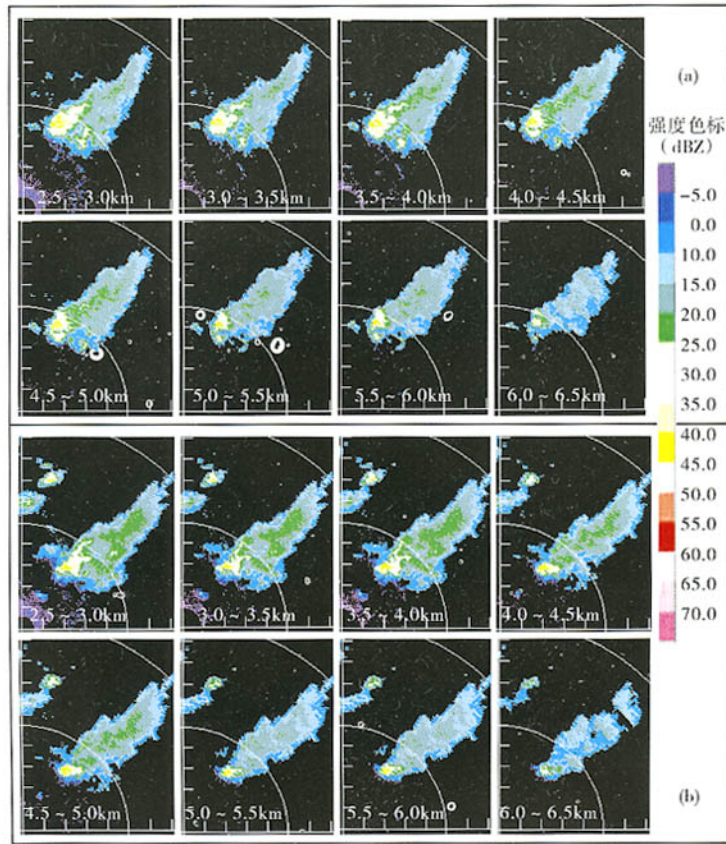 (a)
强度色标
(dBZ)
2.5 ~ 3.0km
3.0 ~ 3.5km
3.5 ~ 4.0km
4.0 ~ 4.5km
4.5 ~ 5.0km
5.0 ~ 5.5km
5.5 ~ 6.0km
6.0 ~ 6.5km
-5.0
0.0
10.0
15.0
20.0
25.0
30.0
35.0
40.0
45.0
50.0
55.0
60.0
65.0
70.0
2.5 ~ 3.0km
3.0 ~ 3.5km
3.5 ~ 4.0km
4.0 ~ 4.5km
4.5 ~ 5.0km
5.0 ~ 5.5km
5.5 ~ 6.0km
6.0 ~ 6.5km
(b)